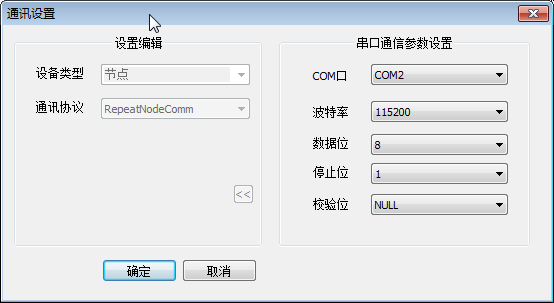 通讯设置
设置编辑
设备类型 节点
通讯协议 RepeatNodeComm
<<
串口通信参数设置
COM口 COM2
波特率 115200
数据位 8
停止位 1
校验位 NULL
确定 取消